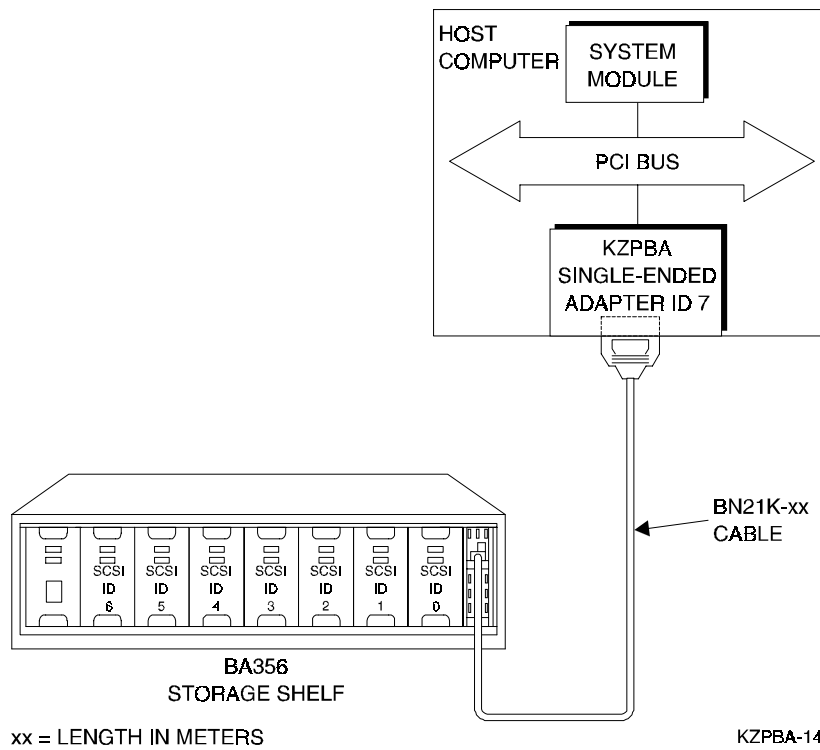 HOST
COMPUTER
SYSTEM
MODULE
PCI BUS
KZPBA
SINGLE-ENDED
ADAPTER ID 7
BN21K-xx
CABLE
SCSI
ID
6
SCSI
ID
5
SCSI
ID
4
SCSI
ID
3
SCSI
ID
2
SCSI
ID
1
SCSI
ID
0
BA356
STORAGE SHELF
xx = LENGTH IN METERS
KZPBA-14